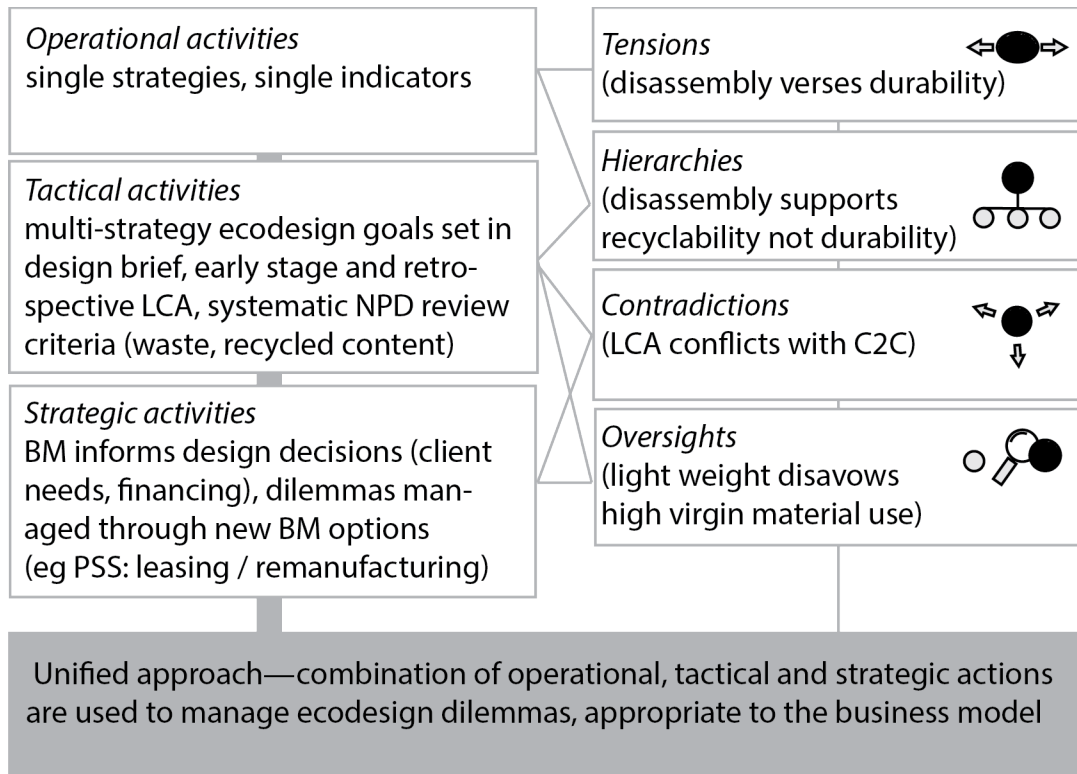 Operational activities
single strategies, single indicators
Tactical activities
multi-strategy ecodesign goals set in
design brief, early stage and retro-
spective LCA, systematic NPD review
criteria (waste, recycled content)
Strategic activities
BM informs design decisions (client
needs, financing), dilemmas man-
aged through new BM options
(eg PSS: leasing / remanufacturing)
Tensions
(disassembly verses durability)
Hierarchies
(disassembly supports
recyclability not durability)
Contradictions
(LCA conflicts with C2C)
Oversights
(light weight disavows
high virgin material use)
Unified approach—combination of operational, tactical and strategic actions
are used to manage ecodesign dilemmas, appropriate to the business model